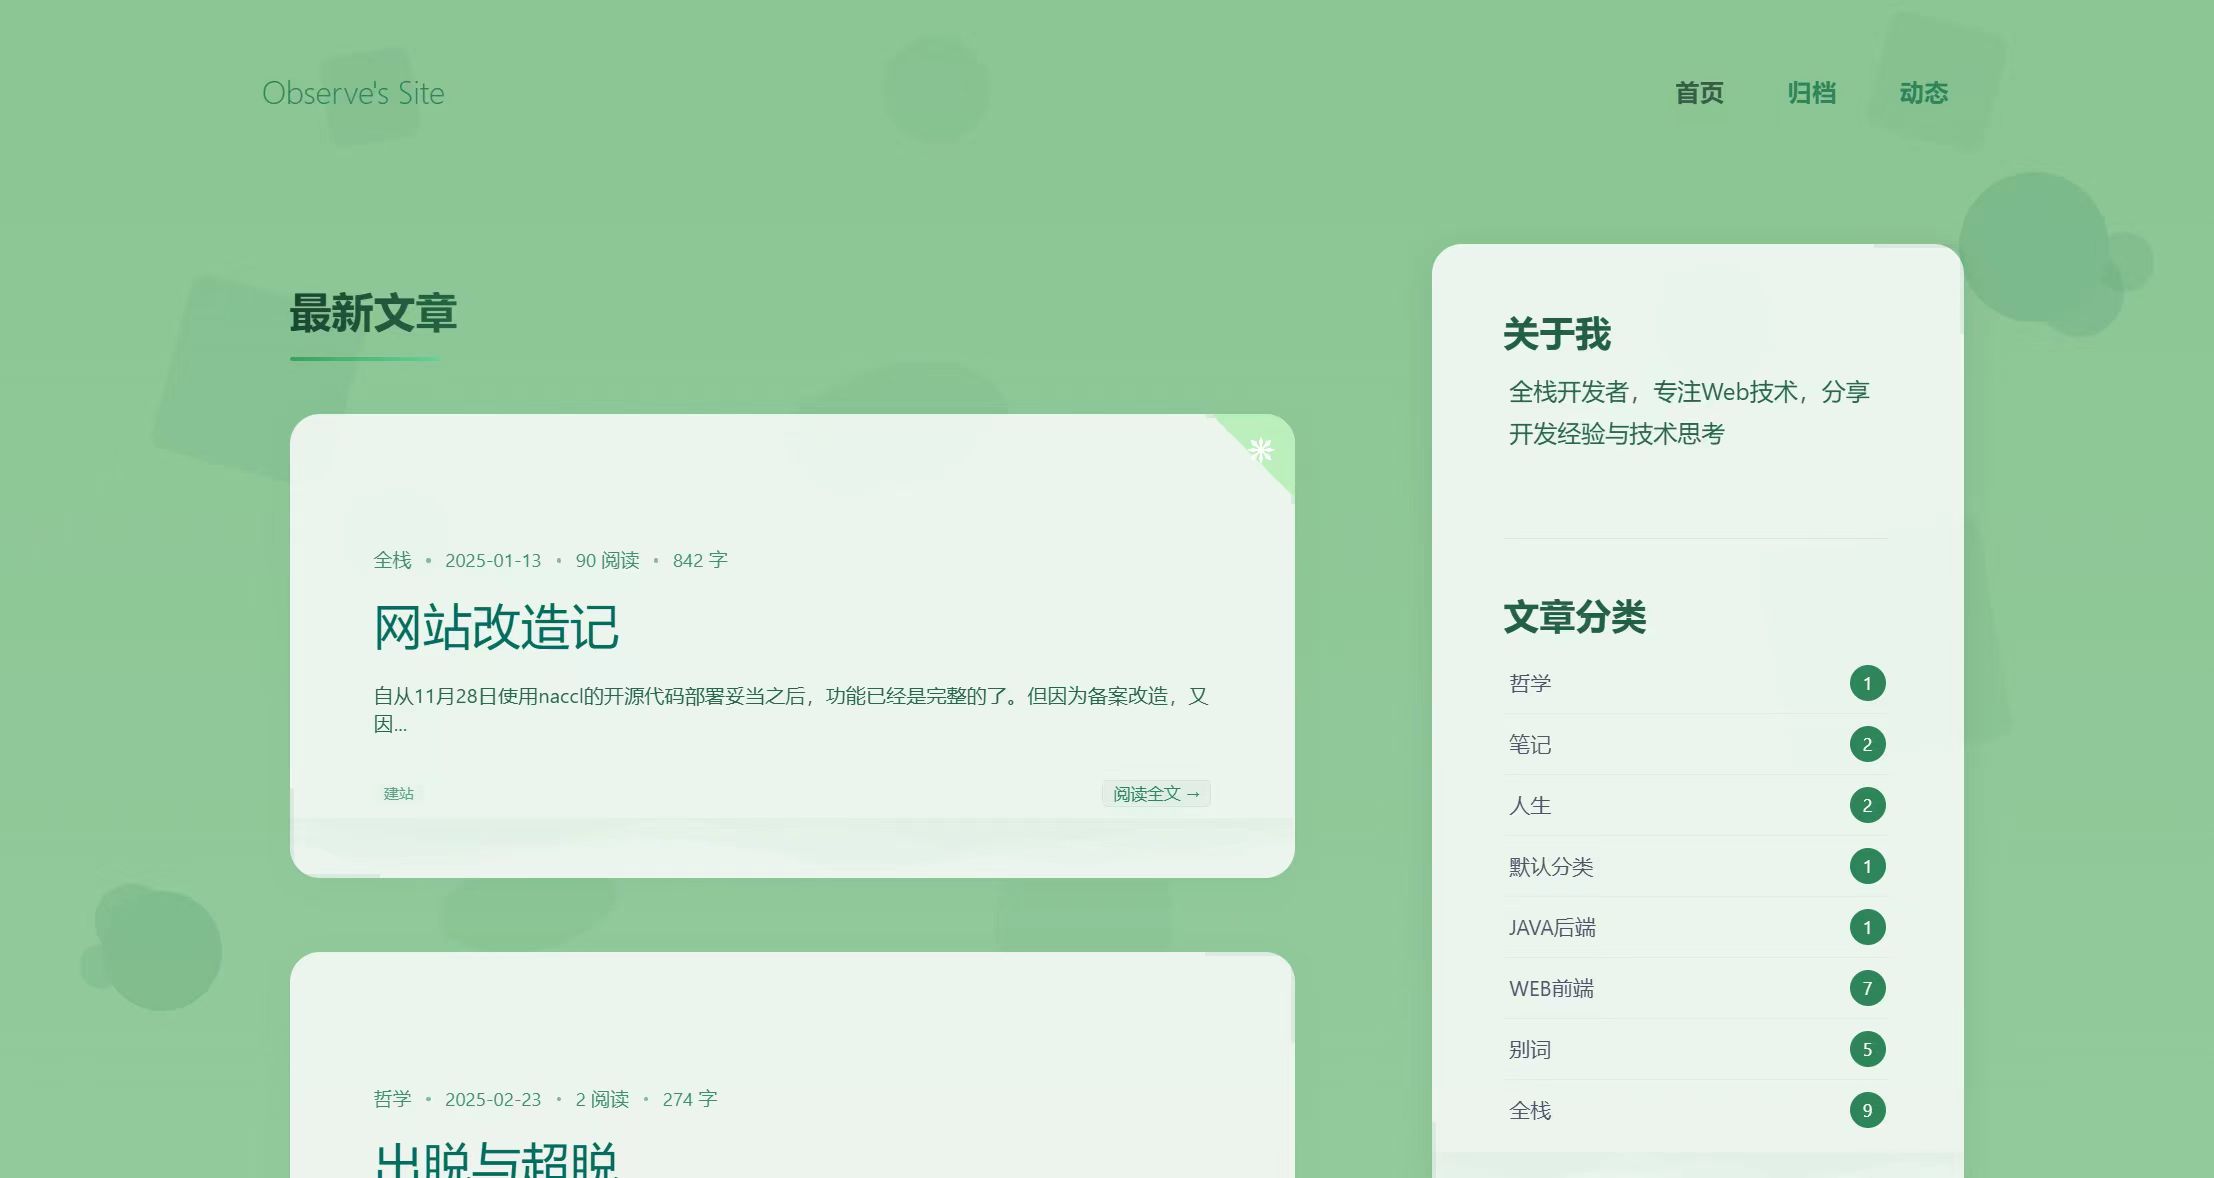 Observe's Site
首页 归档 动态
最新文章
全栈 • 2025-01-13 • 90 阅读 • 842 字
网站改造记
自从11月28日使用naccl的开源代码部署妥当之后，功能已经是完整的了。但因为备案改造，又
因...
建站
阅读全文 →
哲学 • 2025-02-23 • 2 阅读 • 274 字
出脱与超脱
关于我
全栈开发者，专注Web技术，分享
开发经验与技术思考
文章分类
哲学 1
笔记 2
人生 2
默认分类 1
JAVA后端 1
WEB前端 7
别词 5
全栈 9